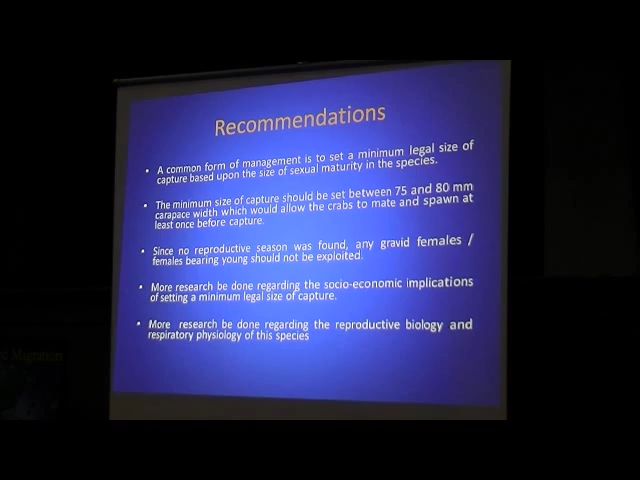 Recommendations
• A common form of management is to set a minimum legal size of
capture based upon the size of sexual maturity in the species.
• The minimum size of capture should be set between 75 and 80 mm
carapace width which would allow the crabs to mate and spawn at
least once before capture.
• Since no reproductive season was found, any gravid females /
females bearing young should not be exploited.
• More research be done regarding the socio-economic implications
of setting a minimum legal size of capture.
• More research be done regarding the reproductive biology and
respiratory physiology of this species
Migration